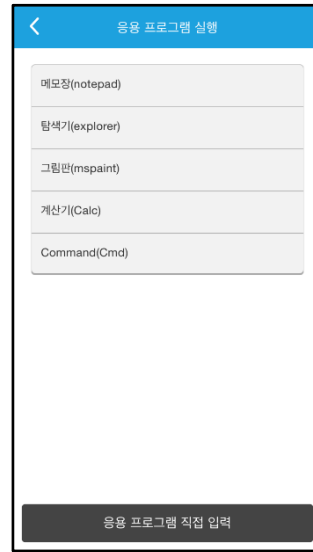 응용 프로그램 실행
메모장(notepad)
탐색기(explorer)
그림판(mspaint)
계산기(Calc)
Command(Cmd)
응용 프로그램 직접 입력